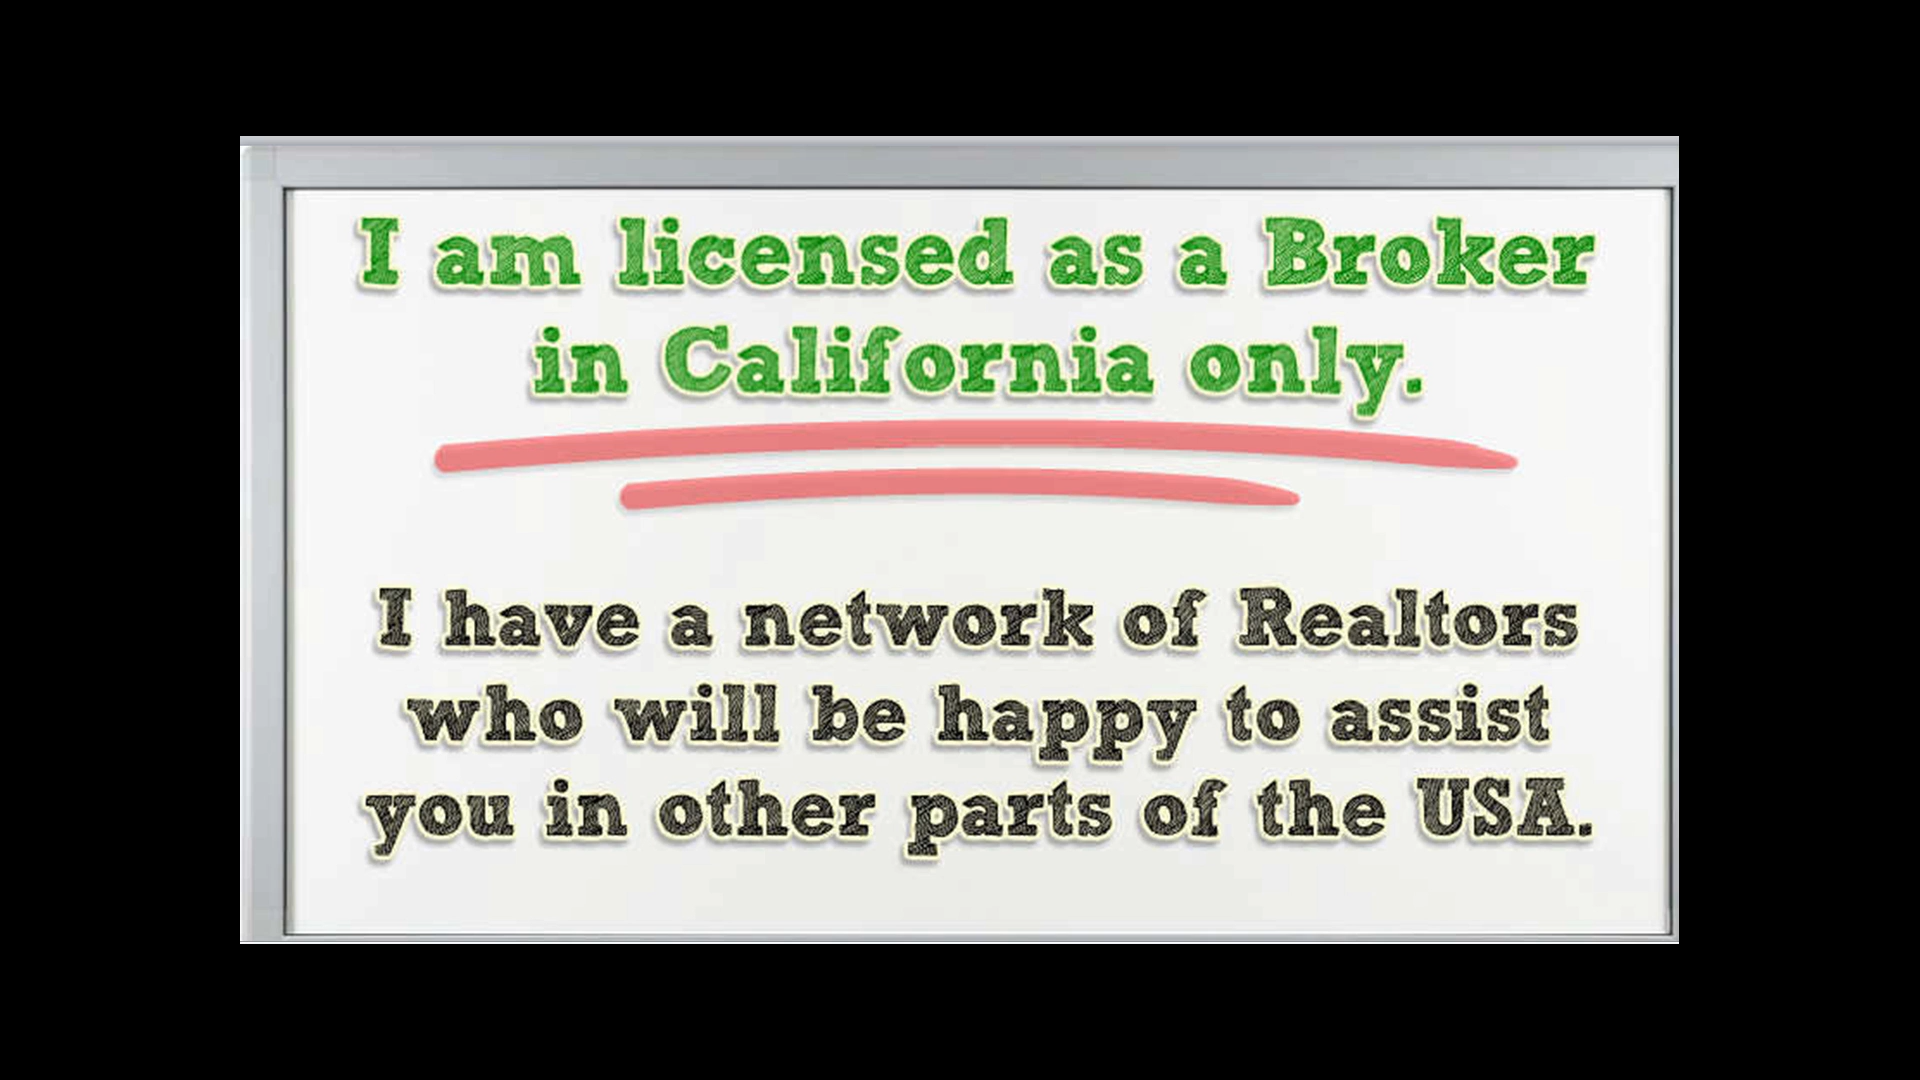 I am licensed as a Broker
in California only.
I have a network of Realtors
who will be happy to assist
you in other parts of the USA.